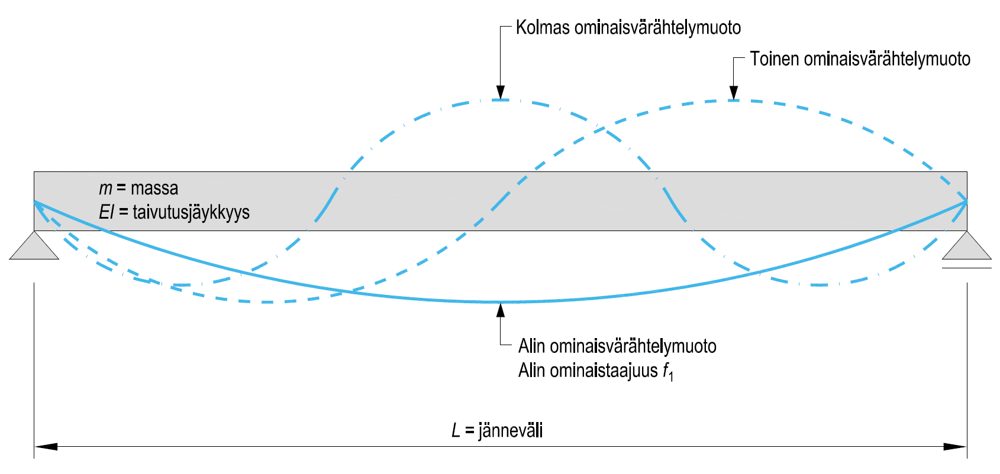 Kolmas ominaisvärähtelymuoto
Toinen ominaisvärähtelymuoto
m = massa
EI = taivutusjäykkyys
Alin ominaisvärähtelymuoto
Alin ominaistaajuus f₁
L = jänneväli